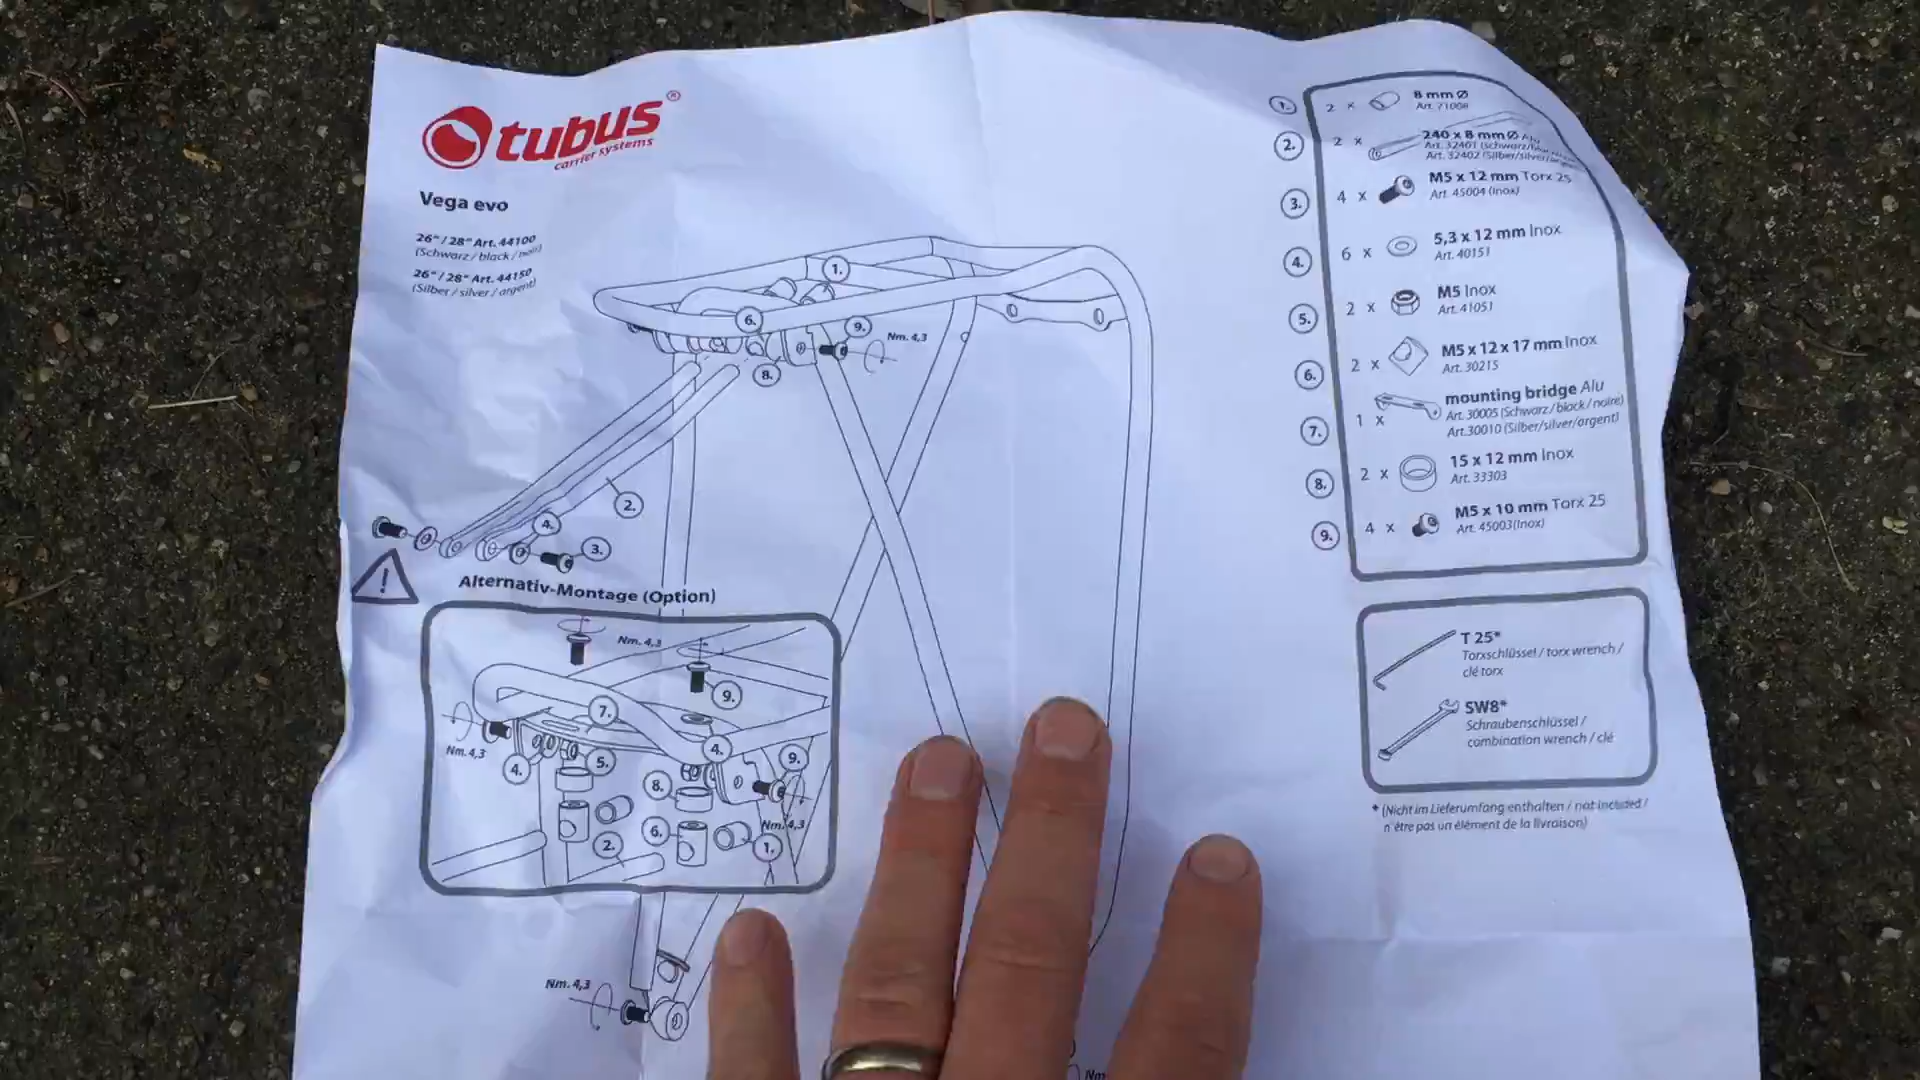 tubus®
carrier systems
Vega evo
26"/ 28" Art. 44100
(Schwarz / black / noir)
26"/ 28" Art. 44150
(Silber / silver / argent)
1.
6.
9.
Nm. 4,3
8.
2.
4.
3.
!
Alternativ-Montage (Option)
Nm. 4,3
9.
7.
Nm. 4,3
4.
5.
4.
9.
8.
Nm. 4,3
6.
2.
1.
Nm. 4,3
Nm
1. 2 x 8 mm Ø
Art. 71008
2. 2 x 240 x 8 mm Ø Alu
Art. 32401 (schwarz/
Art. 32402 (Silber/silver/
3. 4 x M5 x 12 mm Torx 25
Art. 45004 (Inox)
4. 6 x 5,3 x 12 mm Inox
Art. 40151
5. 2 x M5 Inox
Art. 41051
6. 2 x M5 x 12 x 17 mm Inox
Art. 30215
7. 1 x mounting bridge Alu
Art. 30005 (Schwarz / black / noire)
Art.30010 (Silber/silver/argent)
8. 2 x 15 x 12 mm Inox
Art. 33303
9. 4 x M5 x 10 mm Torx 25
Art. 45003(Inox)
T 25*
Torxschlüssel / torx wrench /
clé torx
SW8*
Schraubenschlüssel /
combination wrench / clé
* (Nicht im Lieferumfang enthalten / not included /
n'être pas un élément de la livraison)